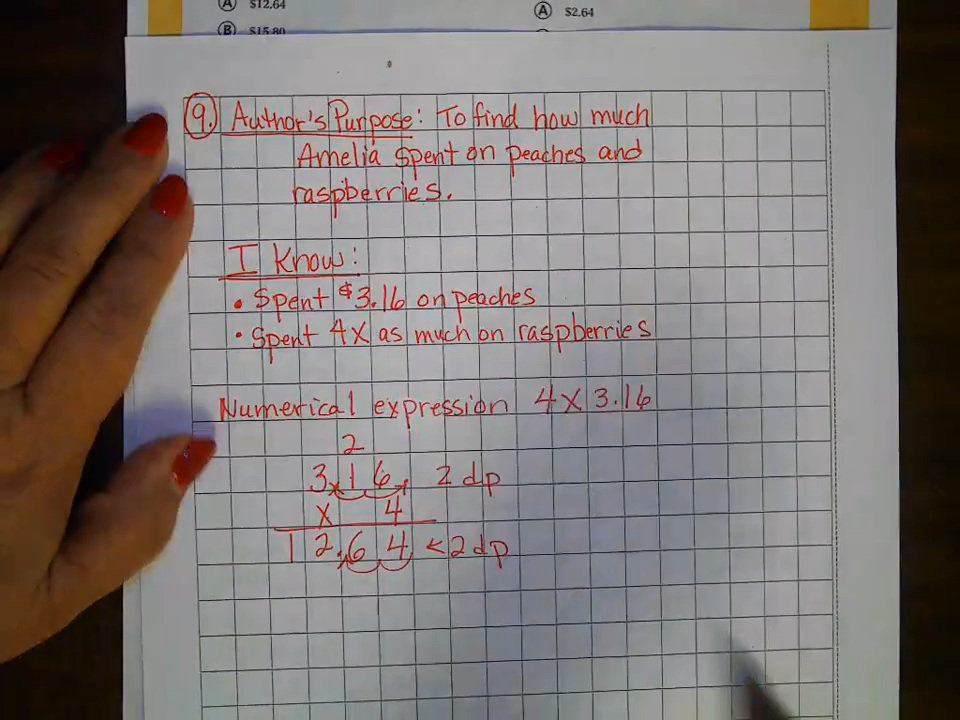 A $12.64
A $2.64
B $15.80
9. Author's Purpose: To find how much
Amelia spent on peaches and
raspberries.
I Know:
• Spent $3.16 on peaches
• Spent 4x as much on raspberries
Numerical expression 4 x 3.16
2
3.16 2 dp
x 4
12.64 < 2 dp